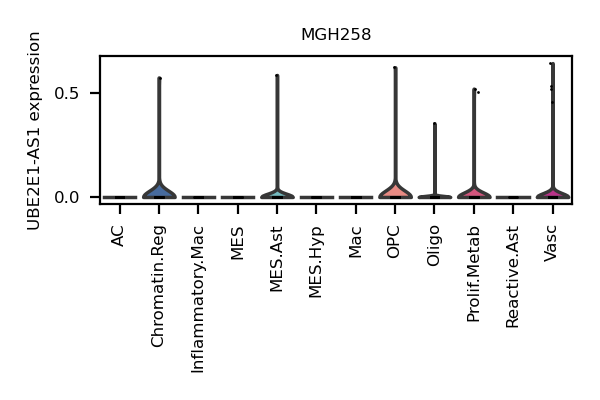 MGH258
UBE2E1-AS1 expression
0.5
0.0
AC
Chromatin.Reg
Inflammatory.Mac
MES
MES.Ast
MES.Hyp
Mac
OPC
Oligo
Prolif.Metab
Reactive.Ast
Vasc